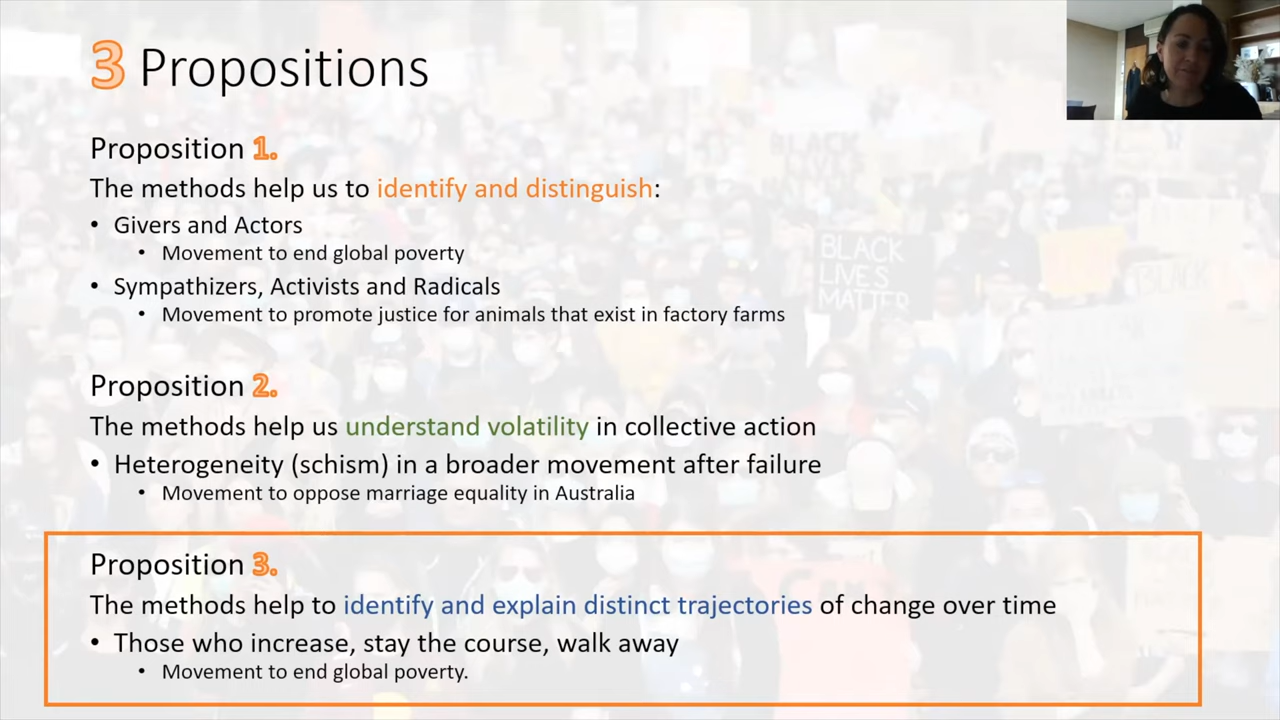 3 Propositions
Proposition 1.
The methods help us to identify and distinguish:
• Givers and Actors
• Movement to end global poverty
• Sympathizers, Activists and Radicals
• Movement to promote justice for animals that exist in factory farms
BLACK
LIVES
MATTER
Proposition 2.
The methods help us understand volatility in collective action
• Heterogeneity (schism) in a broader movement after failure
• Movement to oppose marriage equality in Australia
Proposition 3.
The methods help to identify and explain distinct trajectories of change over time
• Those who increase, stay the course, walk away
• Movement to end global poverty.